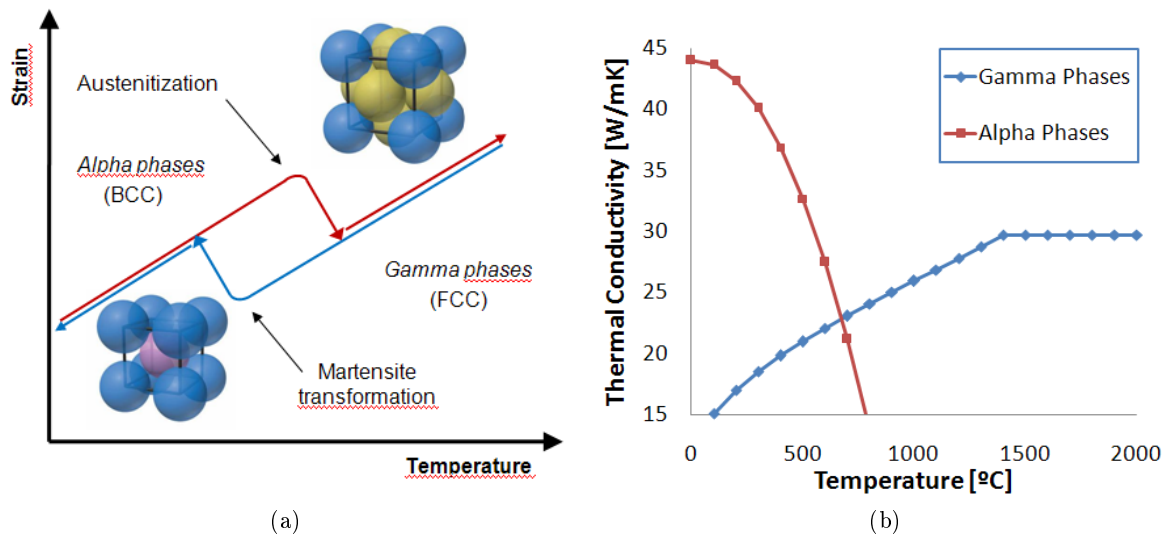 Strain
Austenitization
Alpha phases
(BCC)
Gamma phases
(FCC)
Martensite
transformation
Temperature
(a)
Thermal Conductivity [W/mK]
45
40
35
30
25
20
15
0
500
1000
1500
2000
Temperature [ºC]
Gamma Phases
Alpha Phases
(b)